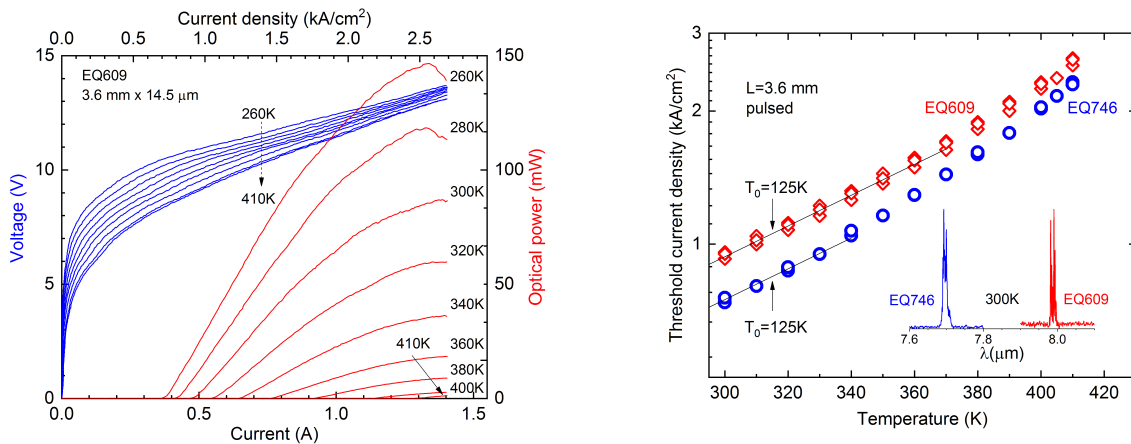 Current density (kA/cm²)
0.0 0.5 1.0 1.5 2.0 2.5
15 150
EQ609
3.6 mm x 14.5 μm
260K
260K
280K
10 100
410K
300K
Voltage (V)
Optical power (mW)
320K
5 50
340K
410K
360K
380K
400K
0 0
0.0 0.5 1.0 1.5
Current (A)
3
L=3.6 mm
pulsed
EQ609
EQ746
2
T₀=125K
Threshold current density (kA/cm²)
1
EQ746
300K
EQ609
T₀=125K
7.6 7.8 8.0
λ(μm)
300 320 340 360 380 400 420
Temperature (K)